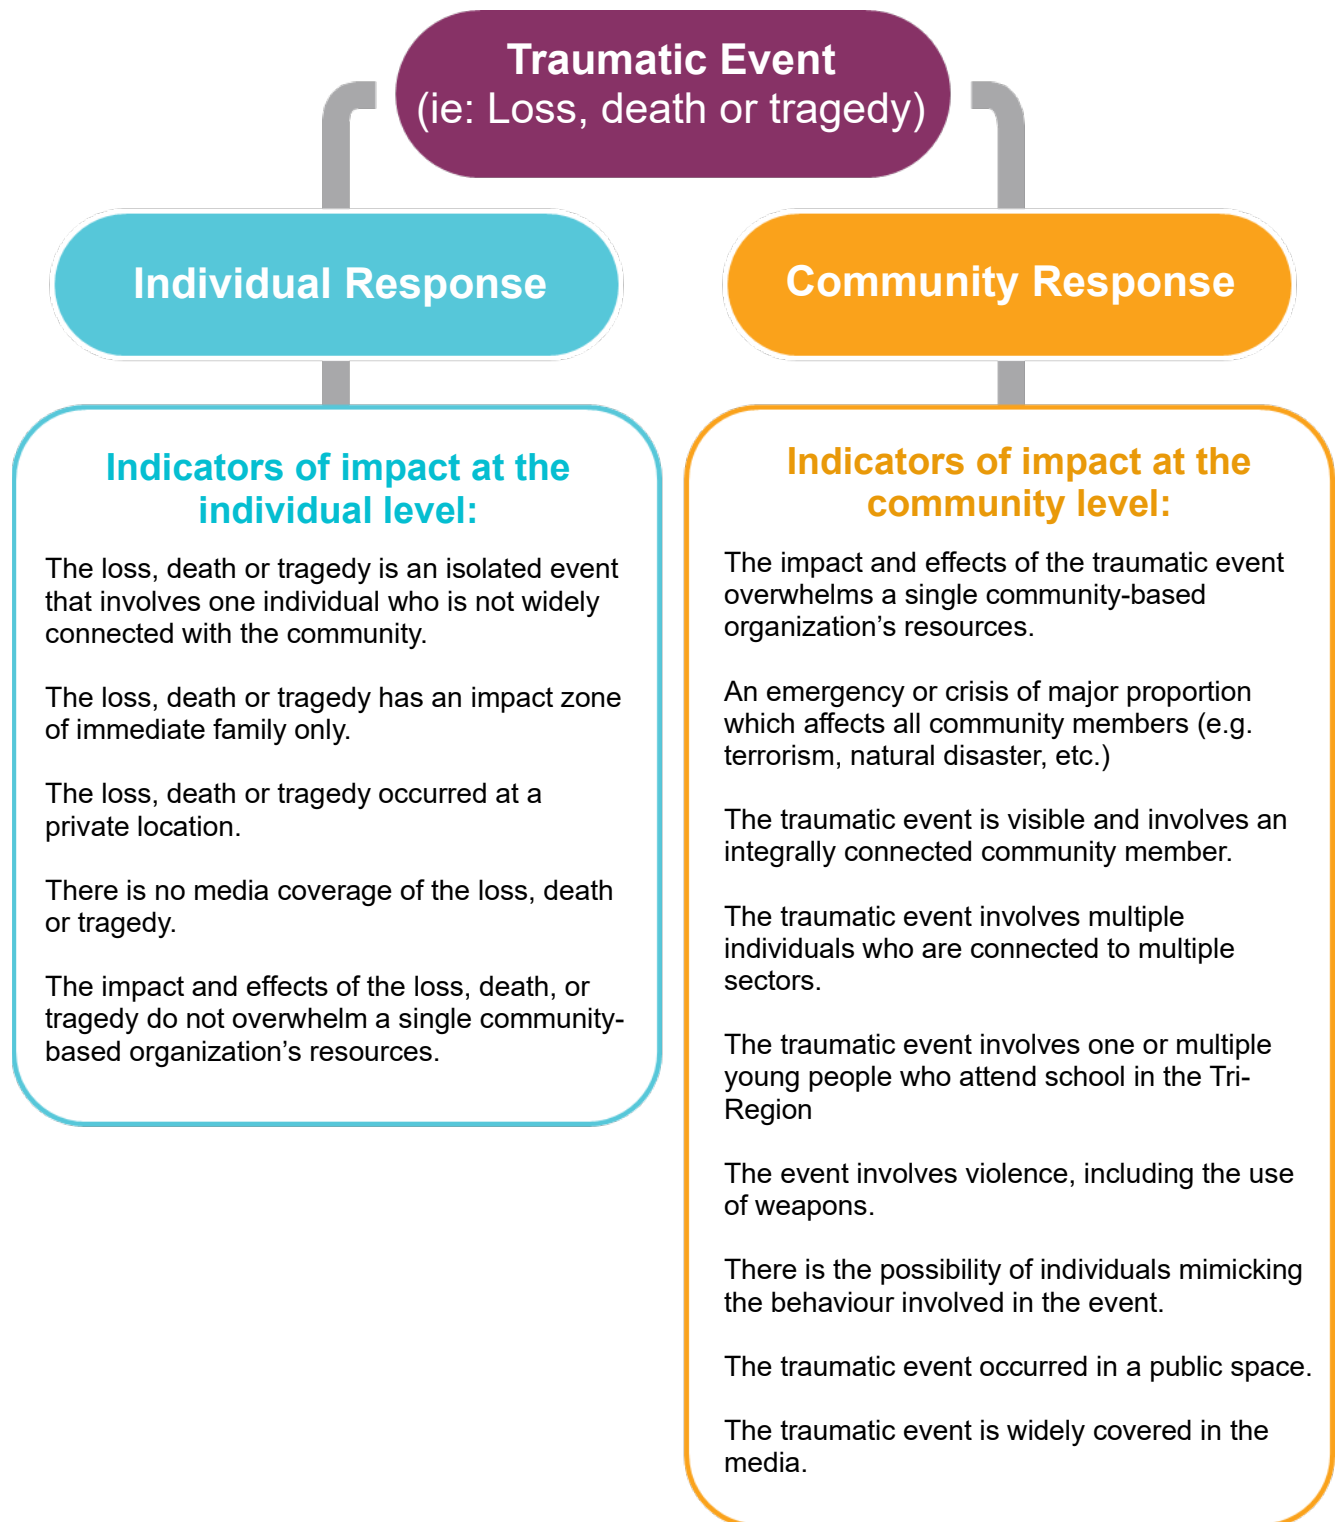 Traumatic Event
(ie: Loss, death or tragedy)
Individual Response
Indicators of impact at the
individual level:
The loss, death or tragedy is an isolated event
that involves one individual who is not widely
connected with the community.
The loss, death or tragedy has an impact zone
of immediate family only.
The loss, death or tragedy occurred at a
private location.
There is no media coverage of the loss, death
or tragedy.
The impact and effects of the loss, death, or
tragedy do not overwhelm a single community-
based organization’s resources.
Community Response
Indicators of impact at the
community level:
The impact and effects of the traumatic event
overwhelms a single community-based
organization’s resources.
An emergency or crisis of major proportion
which affects all community members (e.g.
terrorism, natural disaster, etc.)
The traumatic event is visible and involves an
integrally connected community member.
The traumatic event involves multiple
individuals who are connected to multiple
sectors.
The traumatic event involves one or multiple
young people who attend school in the Tri-
Region
The event involves violence, including the use
of weapons.
There is the possibility of individuals mimicking
the behaviour involved in the event.
The traumatic event occurred in a public space.
The traumatic event is widely covered in the
media.